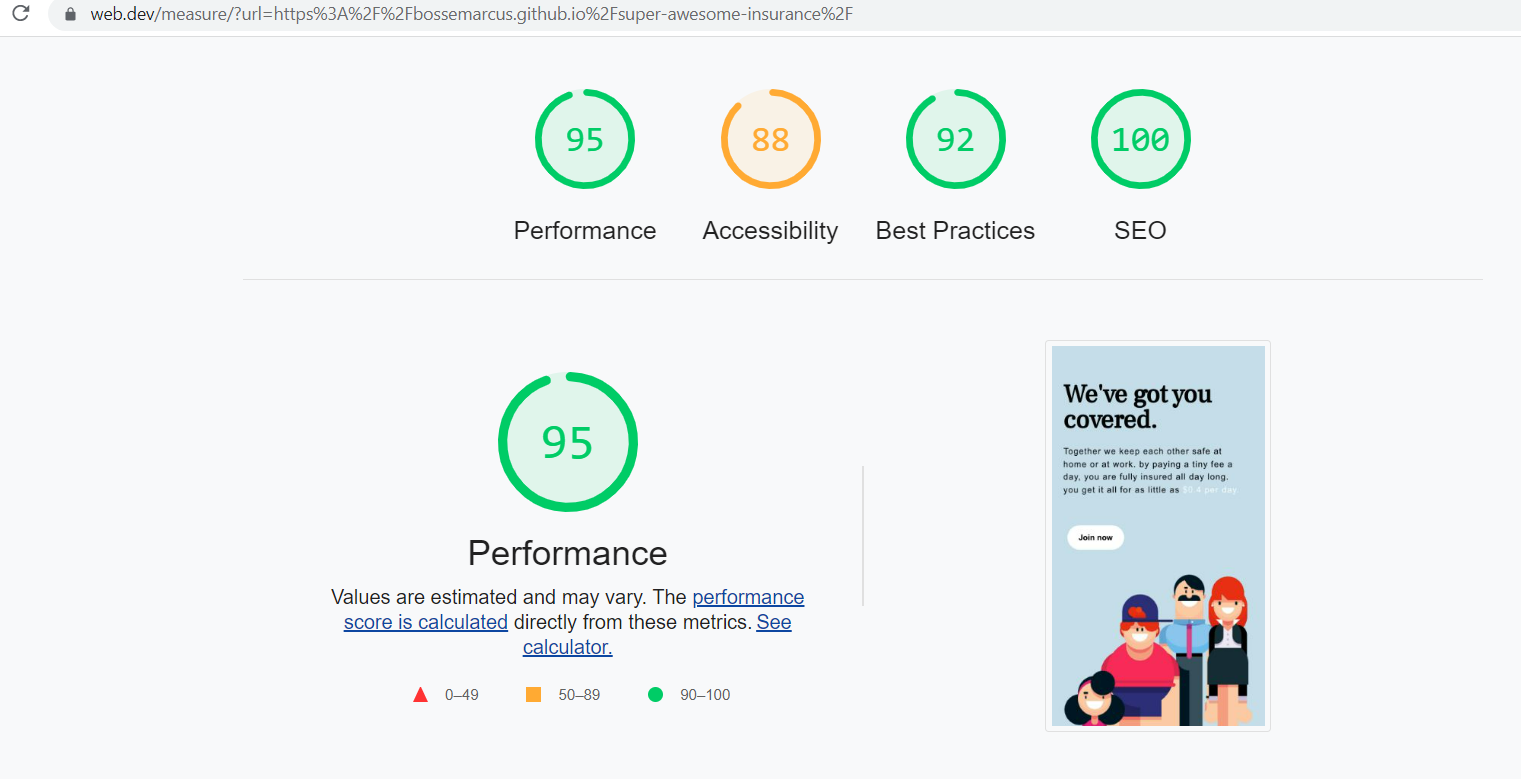 web.dev/measure/?url=https%3A%2F%2Fbossemarcus.github.io%2Fsuper-awesome-insurance%2F
95
88
92
100
Performance
Accessibility
Best Practices
SEO
95
Performance
Values are estimated and may vary. The performance
score is calculated directly from these metrics. See
calculator.
0–49
50–89
90–100
We've got you
covered.
Together we keep each other safe at
home or at work, by paying a tiny fee a
day, you are fully insured all day long.
you get it all for as little as $0.4 per day
Join now